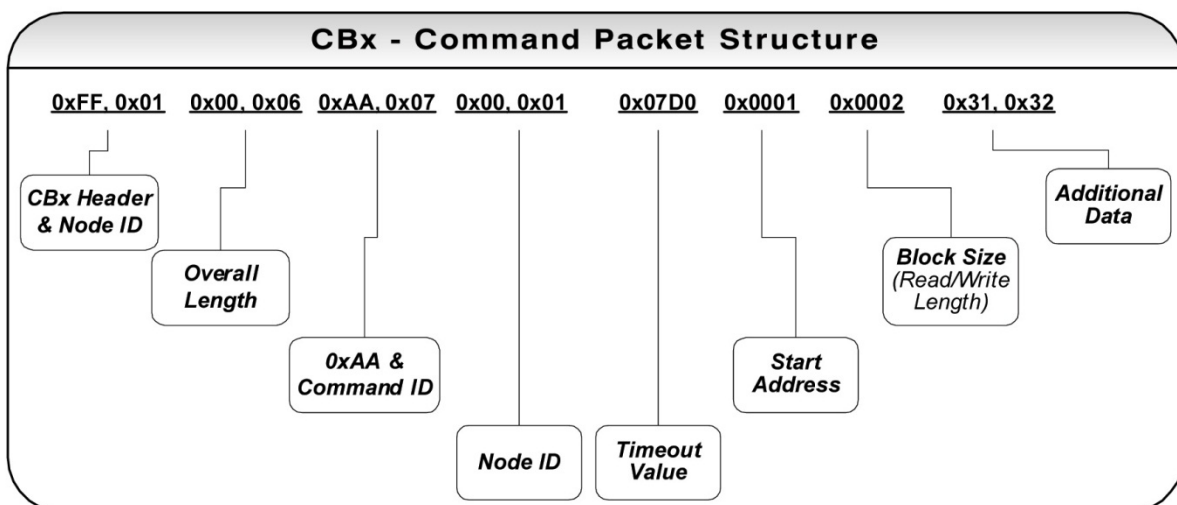 CBx - Command Packet Structure
0xFF, 0x01 0x00, 0x06 0xAA, 0x07 0x00, 0x01 0x07D0 0x0001 0x0002 0x31, 0x32
CBx Header
& Node ID
Overall
Length
0xAA &
Command ID
Node ID
Timeout
Value
Start
Address
Block Size
(Read/Write
Length)
Additional
Data